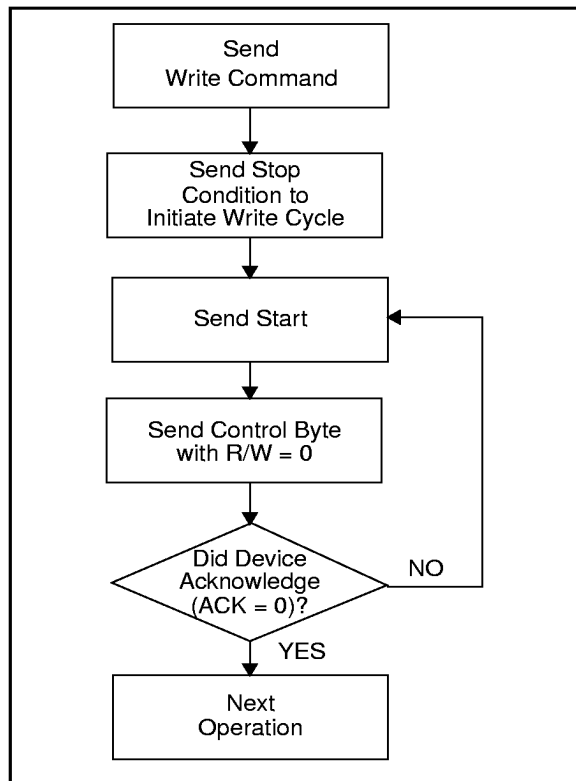 Send
Write Command
Send Stop
Condition to
Initiate Write Cycle
Send Start
Send Control Byte
with R/W = 0
Did Device
Acknowledge
(ACK = 0)?
NO
YES
Next
Operation